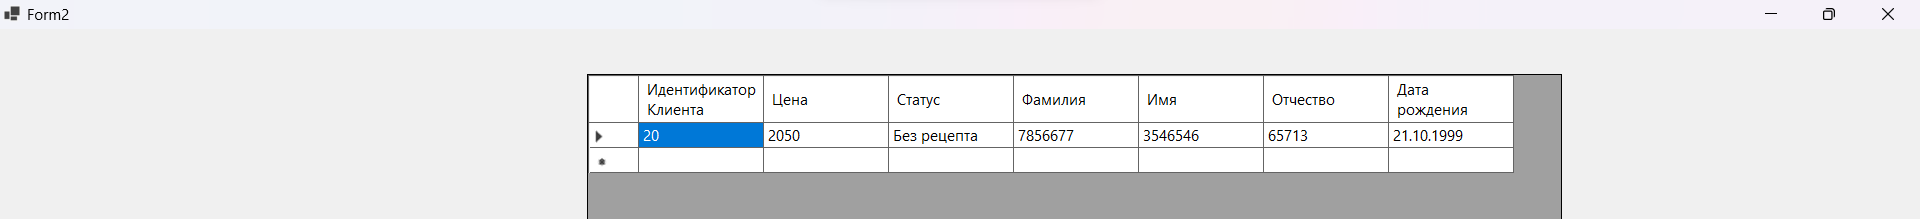 Form2
Идентификатор Клиента Цена Статус Фамилия Имя Отчество Дата рождения
20 2050 Без рецепта 7856677 3546546 65713 21.10.1999